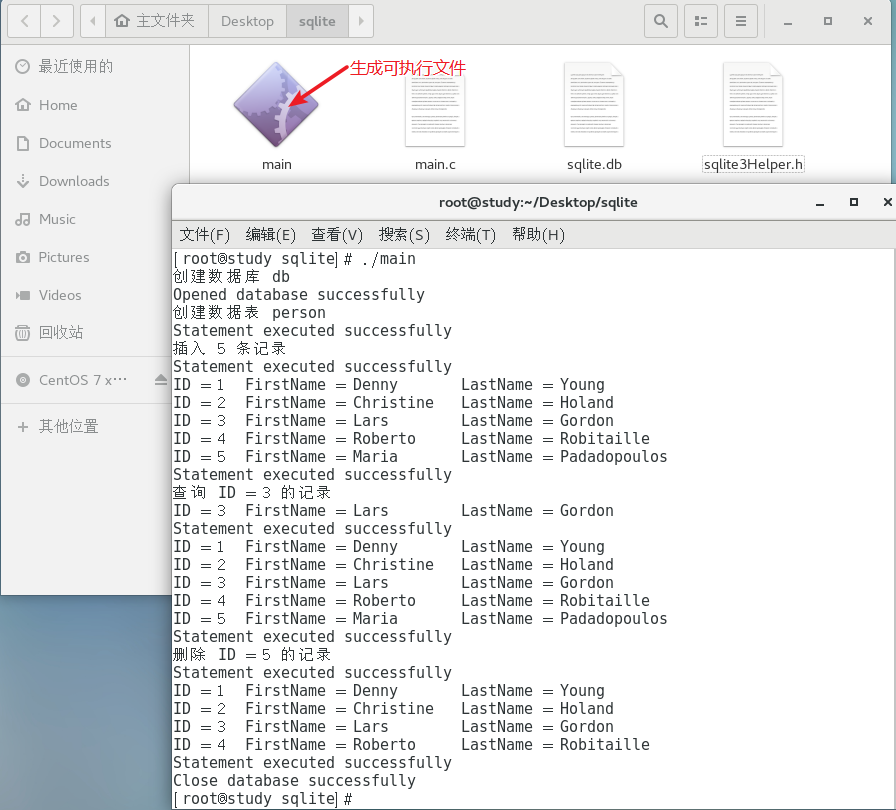 主文件夹 Desktop sqlite
最近使用的
Home
Documents
Downloads
Music
Pictures
Videos
回收站
CentOS 7 x⋯
其他位置
生成可执行文件
main main.c sqlite.db sqlite3Helper.h
root@study:~/Desktop/sqlite
文件(F) 编辑(E) 查看(V) 搜索(S) 终端(T) 帮助(H)
[root@study sqlite]# ./main
创建数据库 db
Opened database successfully
创建数据表 person
Statement executed successfully
插入 5 条记录
Statement executed successfully
ID = 1 FirstName = Denny LastName = Young
ID = 2 FirstName = Christine LastName = Holand
ID = 3 FirstName = Lars LastName = Gordon
ID = 4 FirstName = Roberto LastName = Robitaille
ID = 5 FirstName = Maria LastName = Padadopoulos
Statement executed successfully
查询 ID = 3 的记录
ID = 3 FirstName = Lars LastName = Gordon
Statement executed successfully
ID = 1 FirstName = Denny LastName = Young
ID = 2 FirstName = Christine LastName = Holand
ID = 3 FirstName = Lars LastName = Gordon
ID = 4 FirstName = Roberto LastName = Robitaille
ID = 5 FirstName = Maria LastName = Padadopoulos
Statement executed successfully
删除 ID = 5 的记录
Statement executed successfully
ID = 1 FirstName = Denny LastName = Young
ID = 2 FirstName = Christine LastName = Holand
ID = 3 FirstName = Lars LastName = Gordon
ID = 4 FirstName = Roberto LastName = Robitaille
Statement executed successfully
Close database successfully
[root@study sqlite]#